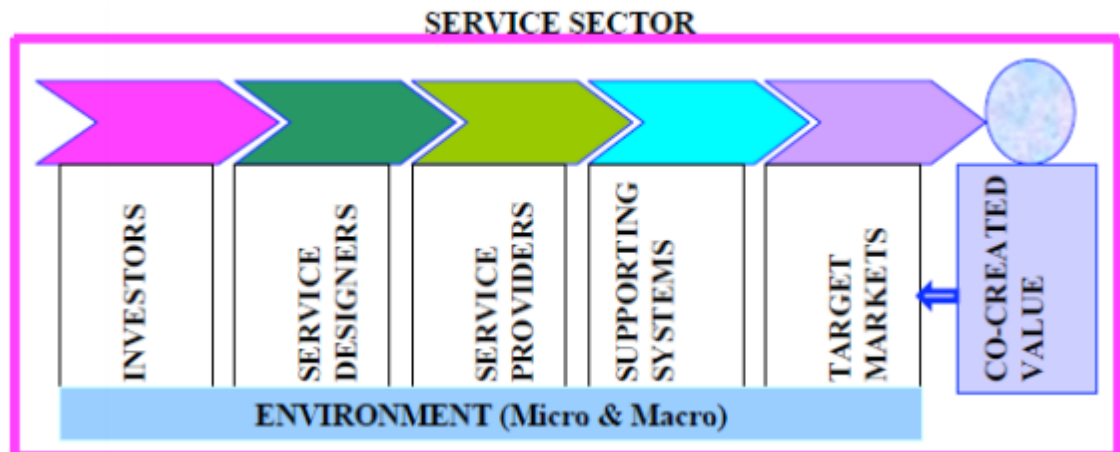 SERVICE SECTOR
INVESTORS
SERVICE
DESIGNERS
SERVICE
PROVIDERS
SUPPORTING
SYSTEMS
TARGET
MARKETS
CO-CREATED
VALUE
ENVIRONMENT (Micro & Macro)